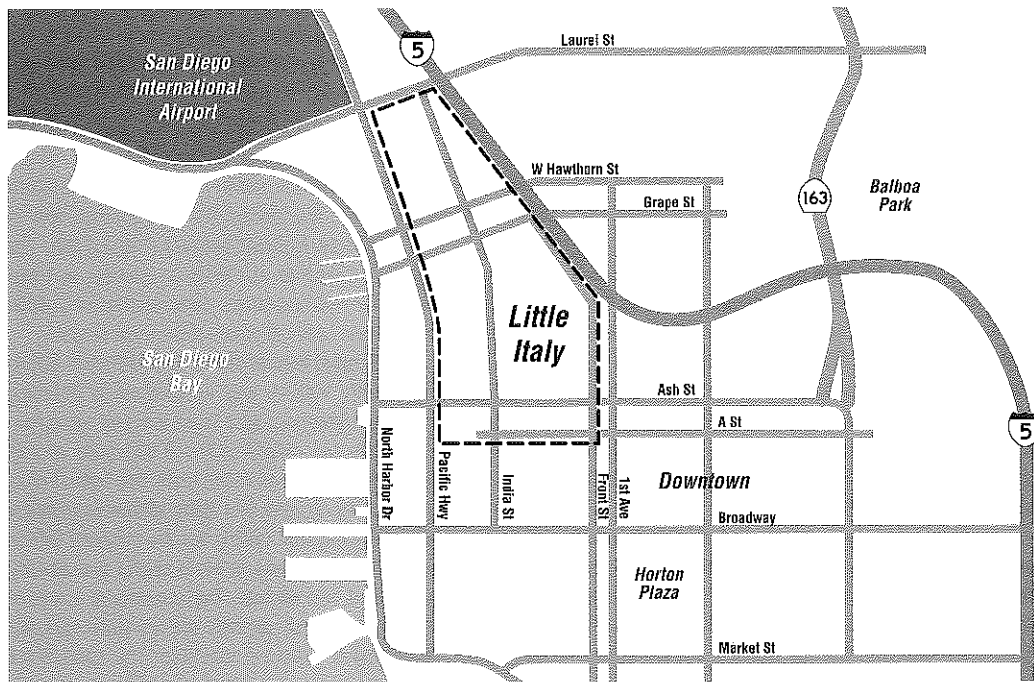 Laurel St
5
San Diego
International
Airport
W Hawthorn St
163
Balboa
Park
Grape St
Little
Italy
San Diego
Bay
Ash St
A St
5
North Harbor Dr
Pacific Hwy
India St
Front St
1st Ave
Downtown
Broadway
Horton
Plaza
Market St